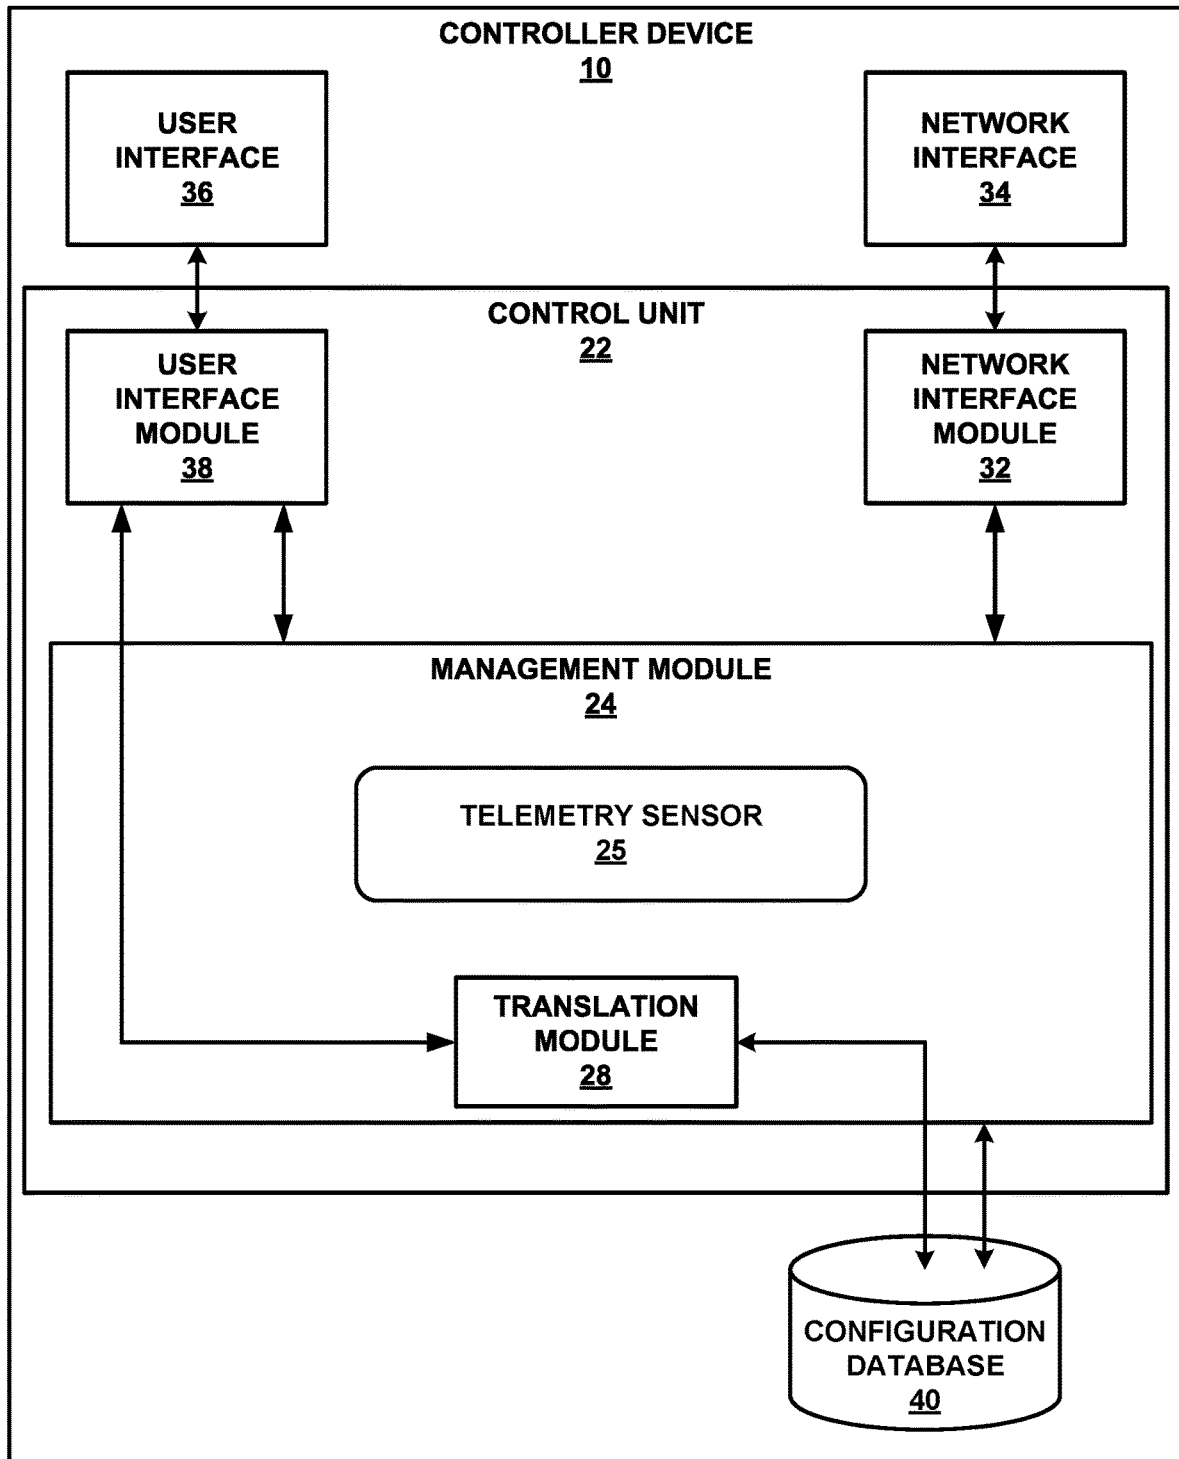 CONTROLLER DEVICE
10
USER
INTERFACE
36
NETWORK
INTERFACE
34
CONTROL UNIT
22
USER
INTERFACE
MODULE
38
NETWORK
INTERFACE
MODULE
32
MANAGEMENT MODULE
24
TELEMETRY SENSOR
25
TRANSLATION
MODULE
28
CONFIGURATION
DATABASE
40